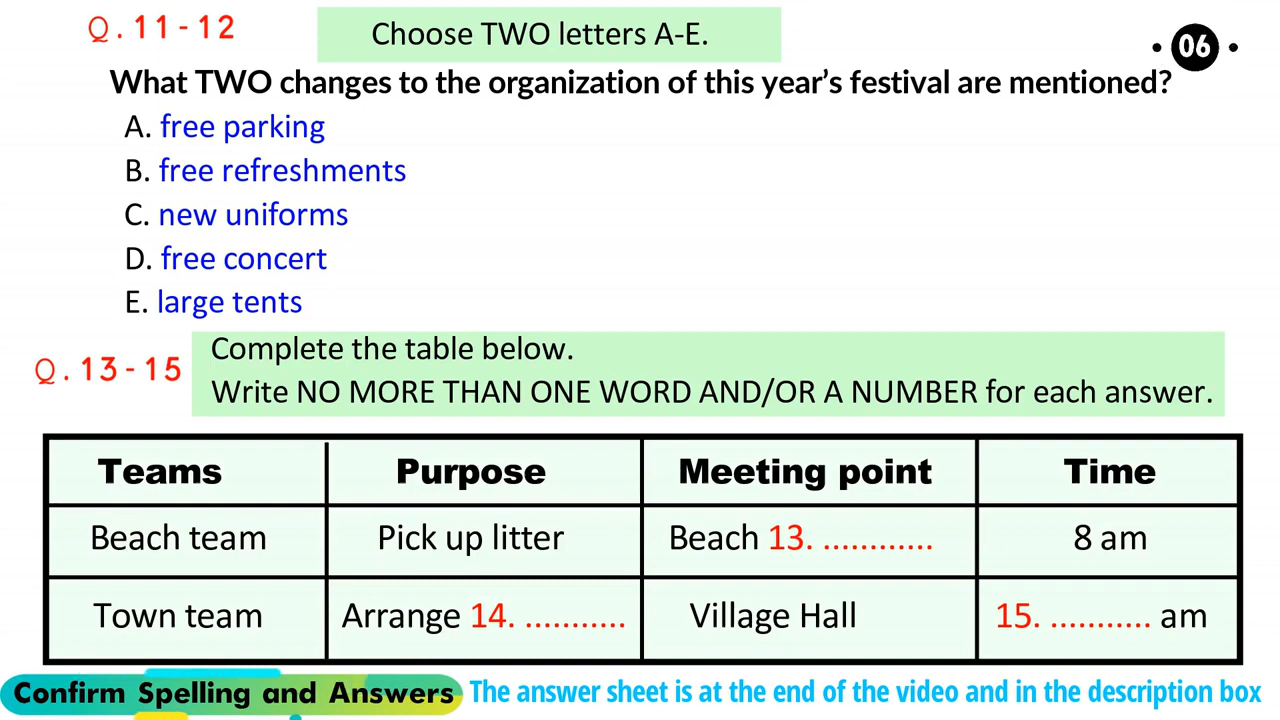 Q.11-12
Choose TWO letters A-E.
06
What TWO changes to the organization of this year’s festival are mentioned?
A. free parking
B. free refreshments
C. new uniforms
D. free concert
E. large tents
Q.13-15
Complete the table below.
Write NO MORE THAN ONE WORD AND/OR A NUMBER for each answer.
Teams Purpose Meeting point Time
Beach team Pick up litter Beach 13. ............ 8 am
Town team Arrange 14. ........... Village Hall 15. ........... am
Confirm Spelling and Answers The answer sheet is at the end of the video and in the description box